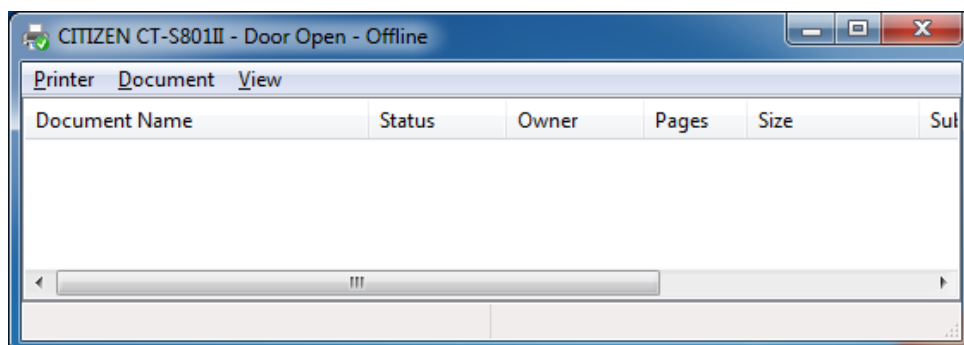 CITIZEN CT-S801II - Door Open - Offline
Printer Document View
Document Name Status Owner Pages Size